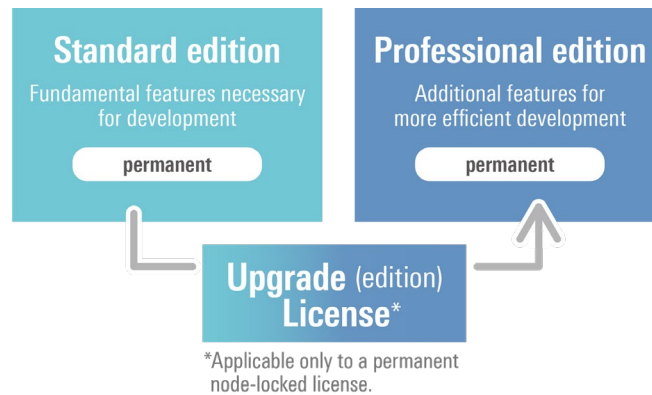 Standard edition
Fundamental features necessary
for development
permanent
Professional edition
Additional features for
more efficient development
permanent
Upgrade (edition)
License*
*Applicable only to a permanent
node-locked license.